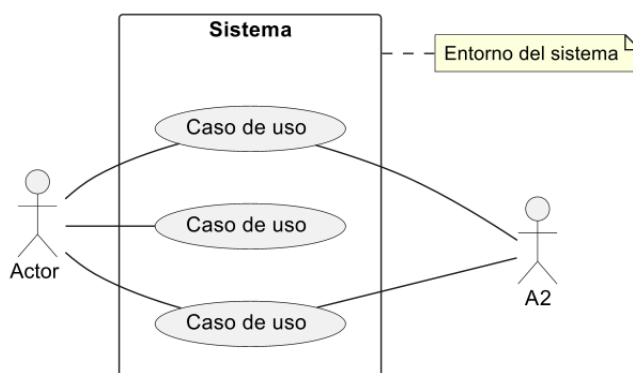 Sistema
Entorno del sistema
Caso de uso
Caso de uso
Actor
A2
Caso de uso